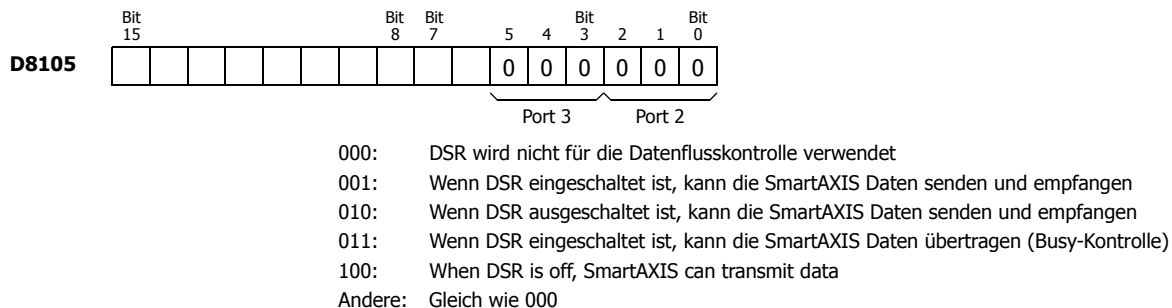 Bit Bit Bit Bit Bit
15 8 7 5 4 3 2 1 0
D8105 0 0 0 0 0 0
Port 3 Port 2
000: DSR wird nicht für die Datenflusskontrolle verwendet
001: Wenn DSR eingeschaltet ist, kann die SmartAXIS Daten senden und empfangen
010: Wenn DSR ausgeschaltet ist, kann die SmartAXIS Daten senden und empfangen
011: Wenn DSR eingeschaltet ist, kann die SmartAXIS Daten übertragen (Busy-Kontrolle)
100: When DSR is off, SmartAXIS can transmit data
Andere: Gleich wie 000